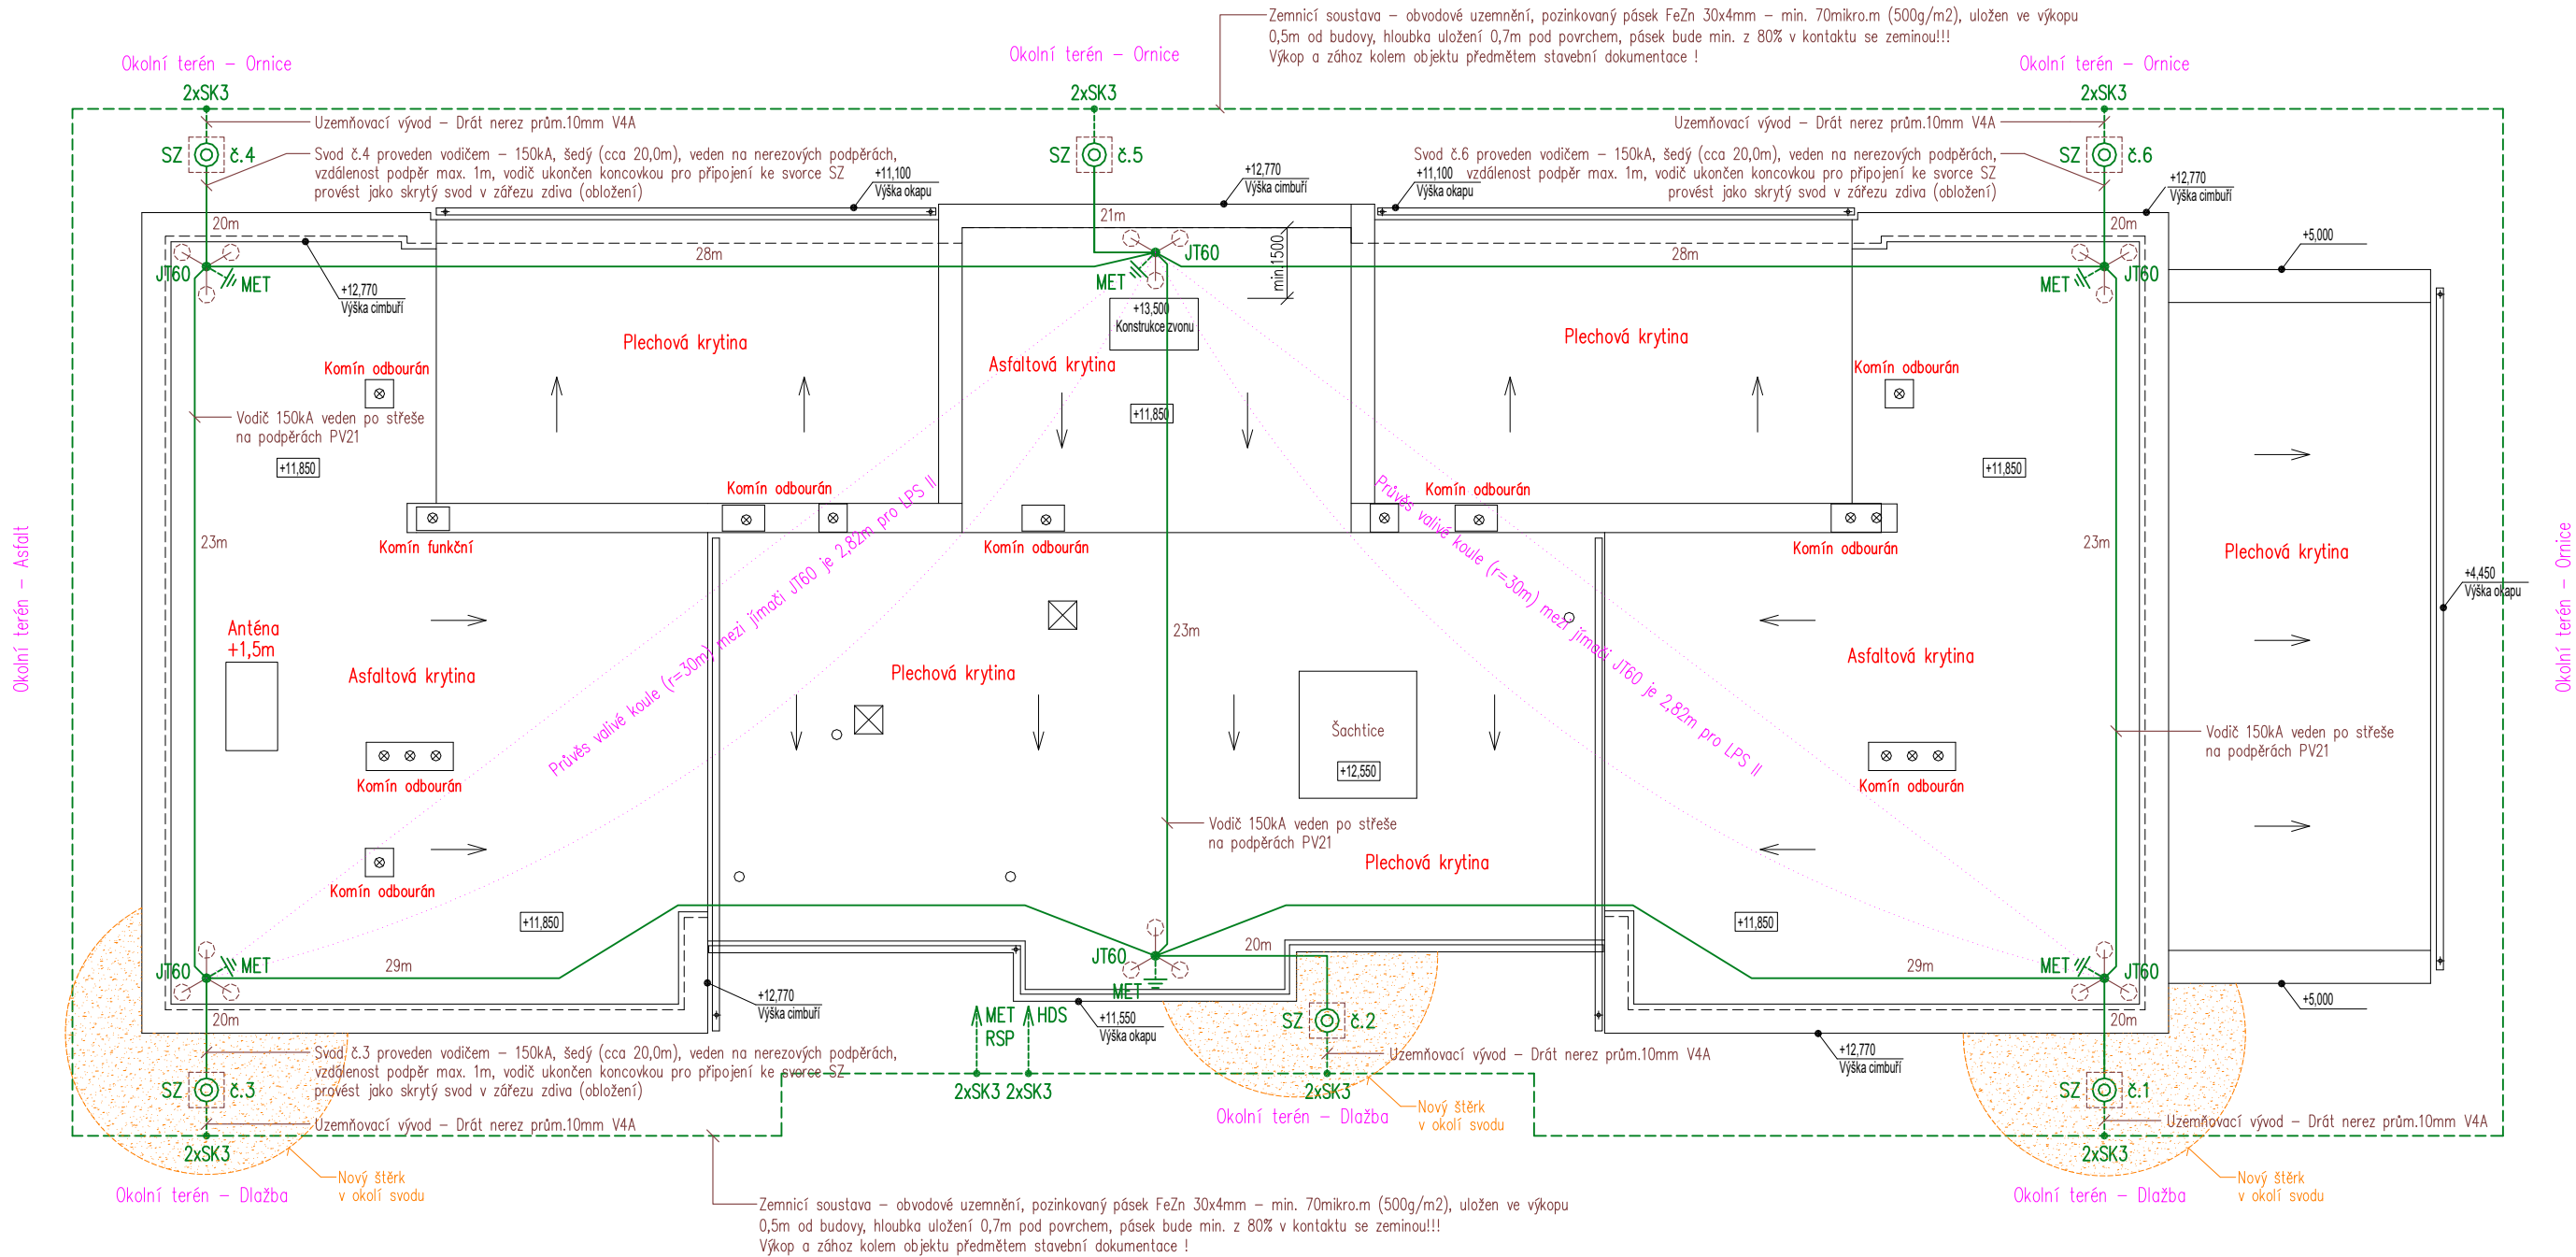 Zemnicí soustava – obvodové uzemnění, pozinkovaný pásek FeZn 30x4mm – min. 70mikro.m (500g/m2), uložen ve výkopu
0,5m od budovy, hloubka uložení 0,7m pod povrchem, pásek bude min. z 80% v kontaktu se zeminou!!!
Výkop a zához kolem objektu předmětem stavební dokumentace !
Okolní terén – Ornice
Okolní terén – Ornice
Okolní terén – Ornice
2xSK3
2xSK3
2xSK3
Uzemňovací vývod – Drát nerez prům.10mm V4A
Uzemňovací vývod – Drát nerez prům.10mm V4A
SZ č.4
SZ č.5
SZ č.6
Svod č.4 proveden vodičem – 150kA, šedý (cca 20,0m), veden na nerezových podpěrách,
vzdálenost podpěr max. 1m, vodič ukončen koncovkou pro připojení ke svorce SZ
provést jako skrytý svod v zářezu zdiva (obložení)
Svod č.6 proveden vodičem – 150kA, šedý (cca 20,0m), veden na nerezových podpěrách,
vzdálenost podpěr max. 1m, vodič ukončen koncovkou pro připojení ke svorce SZ
provést jako skrytý svod v zářezu zdiva (obložení)
+11,100
Výška okapu
+12,770
Výška cimbuří
+11,100
Výška okapu
+12,770
Výška cimbuří
20m
21m
20m
+5,000
28m
28m
JT60
MET
JT60
MET
JT60
MET
min.1500
+12,770
Výška cimbuří
+13,500
Konstrukce zvonu
Plechová krytina
Plechová krytina
Asfaltová krytina
Komín odbourán
Komín odbourán
+11,850
Vodič 150kA veden po střeše
na podpěrách PV21
+11,850
+11,850
Plechová krytina
Komín odbourán
Komín odbourán
Komín funkční
Komín odbourán
Komín odbourán
Průvěs valivé koule (r=30m) mezi jímači JT60 je 2,82m pro LPS II
Průvěs valivé koule (r=30m) mezi jímači JT60 je 2,82m pro LPS II
Okolní terén – Asfalt
Okolní terén – Ornice
23m
23m
23m
+4,450
Výška okapu
Anténa
+1,5m
Asfaltová krytina
Plechová krytina
Asfaltová krytina
Šachtice
+12,550
Vodič 150kA veden po střeše
na podpěrách PV21
Komín odbourán
Komín odbourán
Vodič 150kA veden po střeše
na podpěrách PV21
Plechová krytina
Komín odbourán
+11,850
+11,850
JT60
MET
29m
JT60
MET
20m
29m
MET
JT60
20m
+12,770
Výška cimbuří
MET
RSP
HDS
+11,550
Výška okapu
SZ č.2
20m
+5,000
+12,770
Výška cimbuří
Svod č.3 proveden vodičem – 150kA, šedý (cca 20,0m), veden na nerezových podpěrách,
vzdálenost podpěr max. 1m, vodič ukončen koncovkou pro připojení ke svorce SZ
provést jako skrytý svod v zářezu zdiva (obložení)
Uzemňovací vývod – Drát nerez prům.10mm V4A
SZ č.3
2xSK3 2xSK3
2xSK3
SZ č.1
Okolní terén – Dlažba
Nový štěrk
v okolí svodu
Uzemňovací vývod – Drát nerez prům.10mm V4A
Uzemňovací vývod – Drát nerez prům.10mm V4A
2xSK3
2xSK3
Nový štěrk
v okolí svodu
Nový štěrk
v okolí svodu
Okolní terén – Dlažba
Okolní terén – Dlažba
Zemnicí soustava – obvodové uzemnění, pozinkovaný pásek FeZn 30x4mm – min. 70mikro.m (500g/m2), uložen ve výkopu
0,5m od budovy, hloubka uložení 0,7m pod povrchem, pásek bude min. z 80% v kontaktu se zeminou!!!
Výkop a zához kolem objektu předmětem stavební dokumentace !